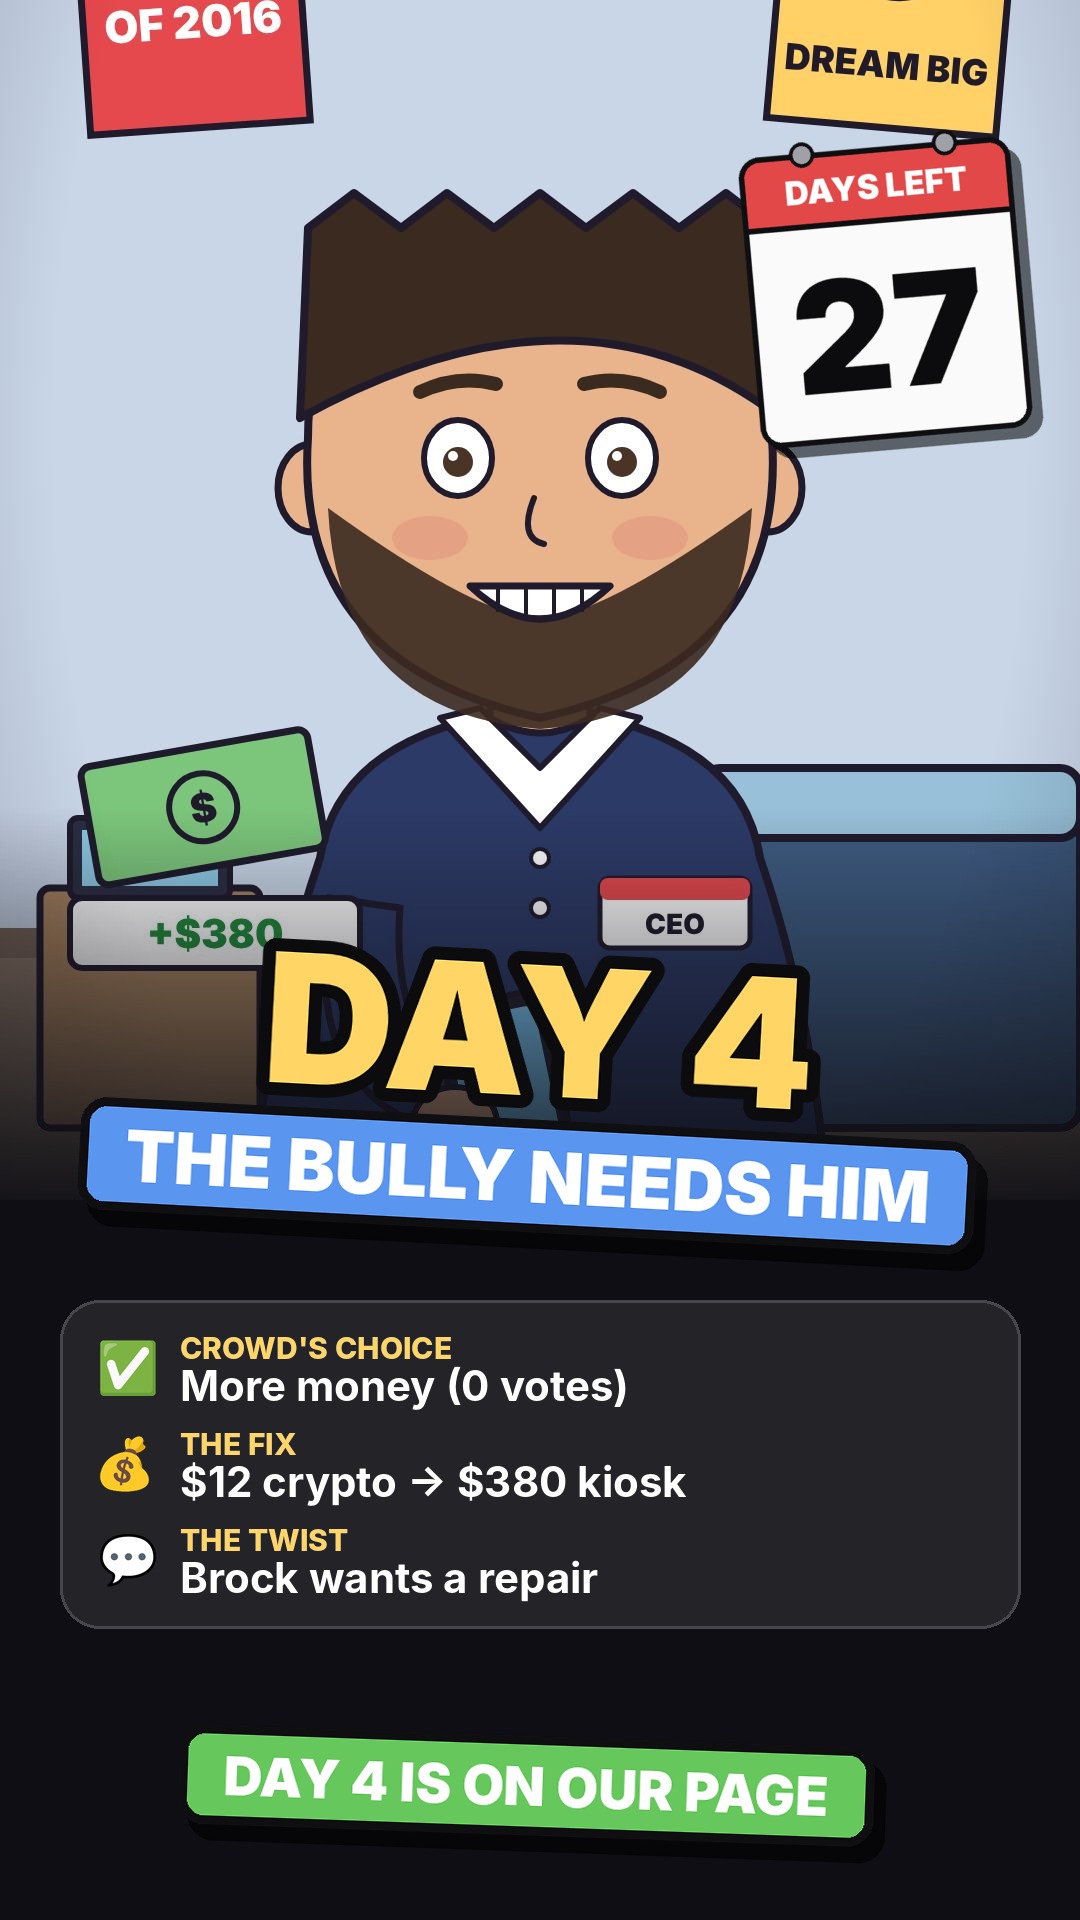 OF 2016
DREAM BIG
DAYS LEFT
27
$
+$380
CEO
DAY 4
THE BULLY NEEDS HIM
CROWD'S CHOICE
More money (0 votes)
THE FIX
$12 crypto → $380 kiosk
THE TWIST
Brock wants a repair
DAY 4 IS ON OUR PAGE